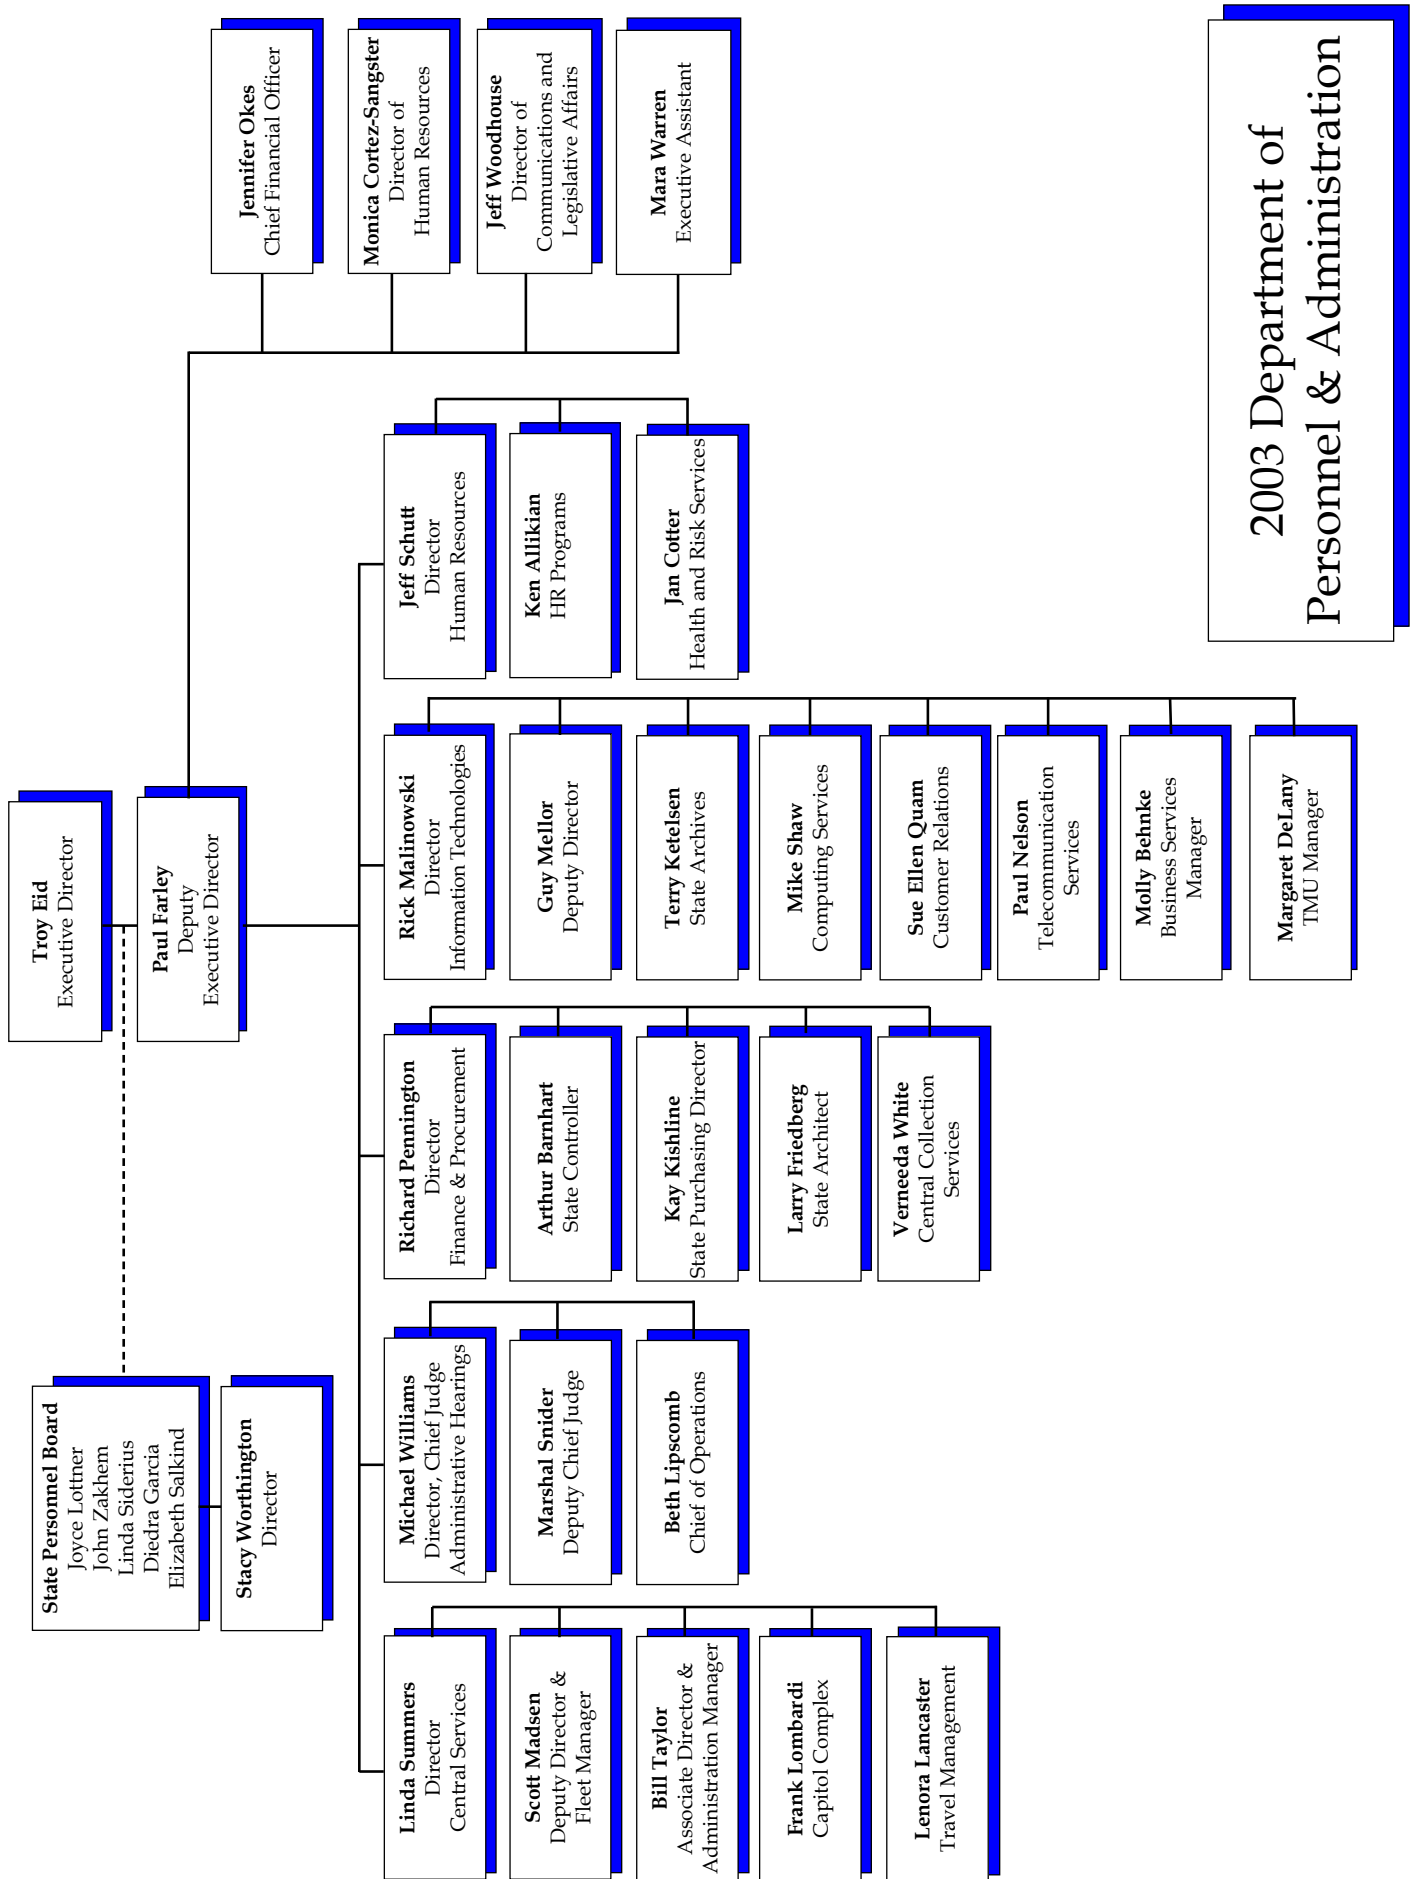 Troy Eid
Executive Director
State Personnel Board
Joyce Lottner
John Zakhem
Linda Siderius
Diedra Garcia
Elizabeth Salkind
Paul Farley
Deputy
Executive Director
Stacy Worthington
Director
Jennifer Okes
Chief Financial Officer
Monica Cortez-Sangster
Director of
Human Resources
Jeff Woodhouse
Director of
Communications and
Legislative Affairs
Mara Warren
Executive Assistant
Linda Summers
Director
Central Services
Scott Madsen
Deputy Director &
Fleet Manager
Bill Taylor
Associate Director &
Administration Manager
Frank Lombardi
Capitol Complex
Lenora Lancaster
Travel Management
Michael Williams
Director, Chief Judge
Administrative Hearings
Marshal Snider
Deputy Chief Judge
Beth Lipscomb
Chief of Operations
Richard Pennington
Director
Finance & Procurement
Arthur Barnhart
State Controller
Kay Kishline
State Purchasing Director
Larry Friedberg
State Architect
Verneeda White
Central Collection
Services
Rick Malinowski
Director
Information Technologies
Guy Mellor
Deputy Director
Terry Ketelsen
State Archives
Mike Shaw
Computing Services
Sue Ellen Quam
Customer Relations
Paul Nelson
Telecommunication
Services
Molly Behnke
Business Services
Manager
Margaret DeLany
TMU Manager
Jeff Schutt
Director
Human Resources
Ken Allikian
HR Programs
Jan Cotter
Health and Risk Services
2003 Department of
Personnel & Administration